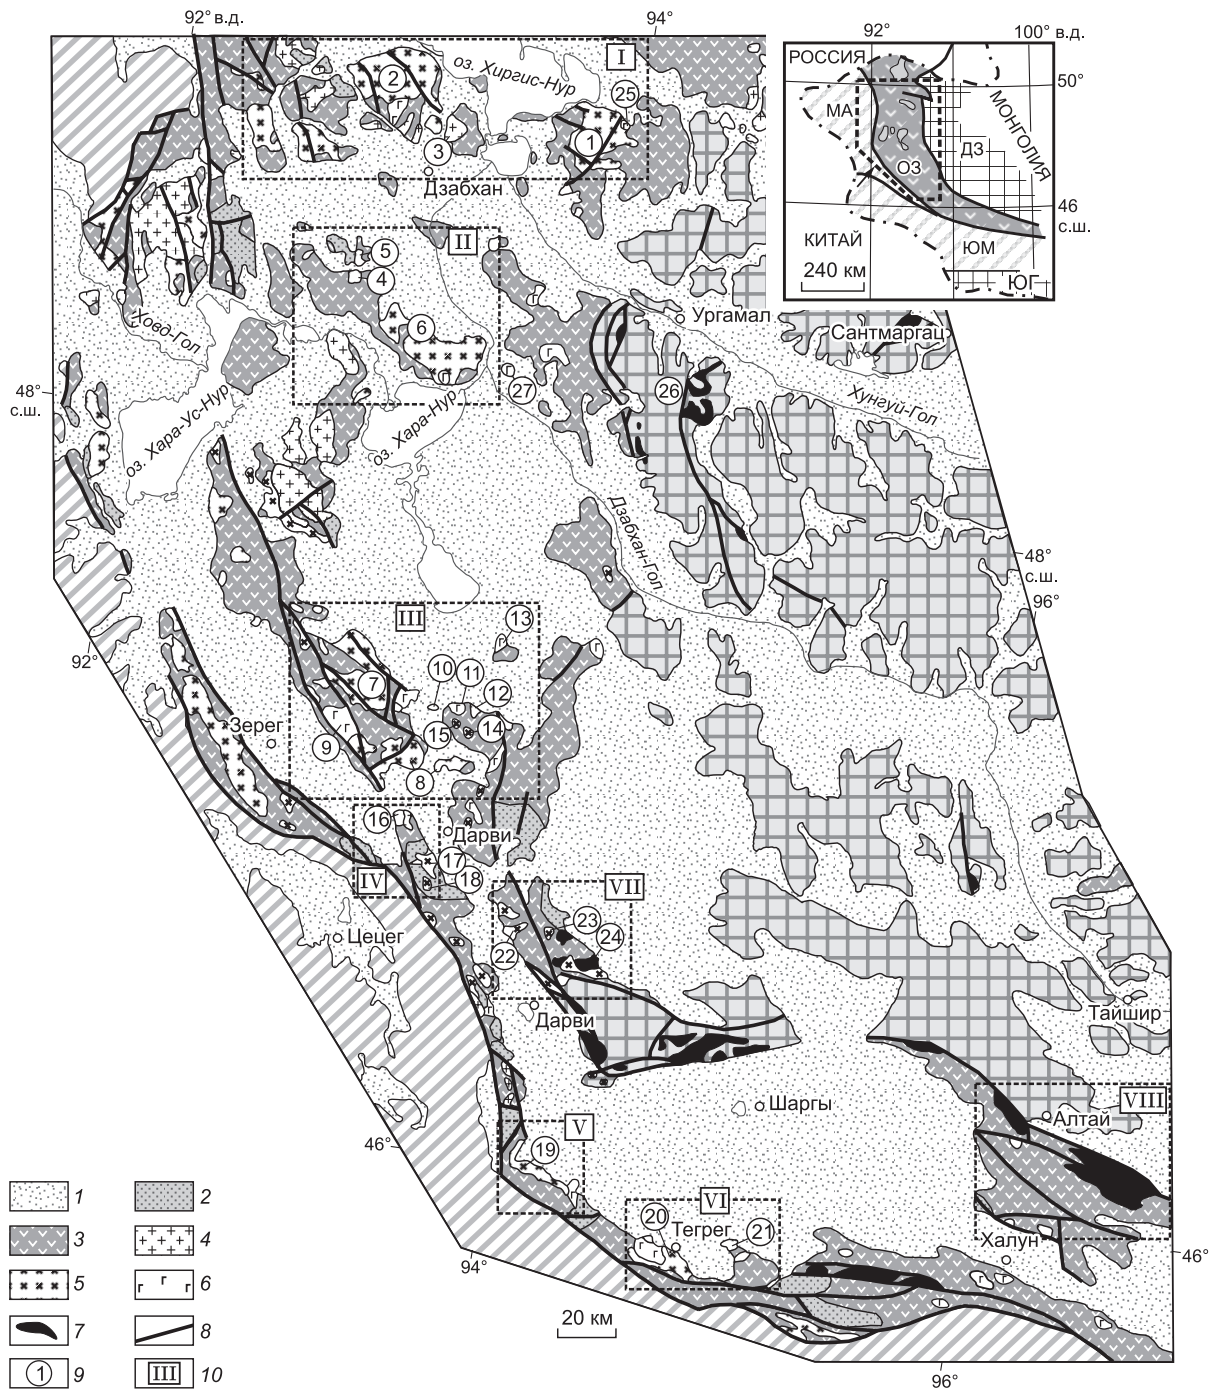 92° в.д.
94°
I
2
оз. Хиргис-Нур
25
1
3
Дзабхан
92°
100° в.д.
РОССИЯ
50°
МА
МОНГОЛИЯ
ДЗ
ОЗ
46
с.ш.
КИТАЙ
ЮМ
240 км
ЮГ
II
5
4
6
Ургамал
Сантмаргац
Ховд-Гол
27
26
Хунгуй-Гол
48°
с.ш.
оз. Хара-Ус-Нур
оз. Хара-Нур
Дзабхан-Гол
48°
с.ш.
96°
III
13
92°
10
11
12
7
Зерег
9
15
14
8
16
Дарви
17
18
IV
VII
23
24
22
Цецег
Дарви
Тайшир
Шаргы
VIII
Алтай
46°
V
19
VI
20
Тегрег
21
Халун
46°
94°
20 км
96°
1
2
3
4
5
6
7
8
1
9
III
10